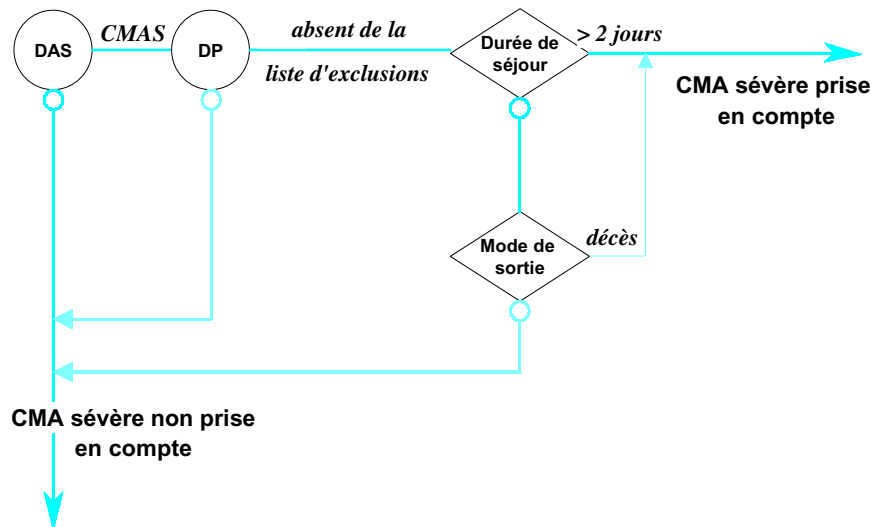 DAS
CMAS
DP
absent de la
liste d'exclusions
Durée de
séjour
> 2 jours
CMA sévère prise
en compte
Mode de
sortie
décès
CMA sévère non prise
en compte